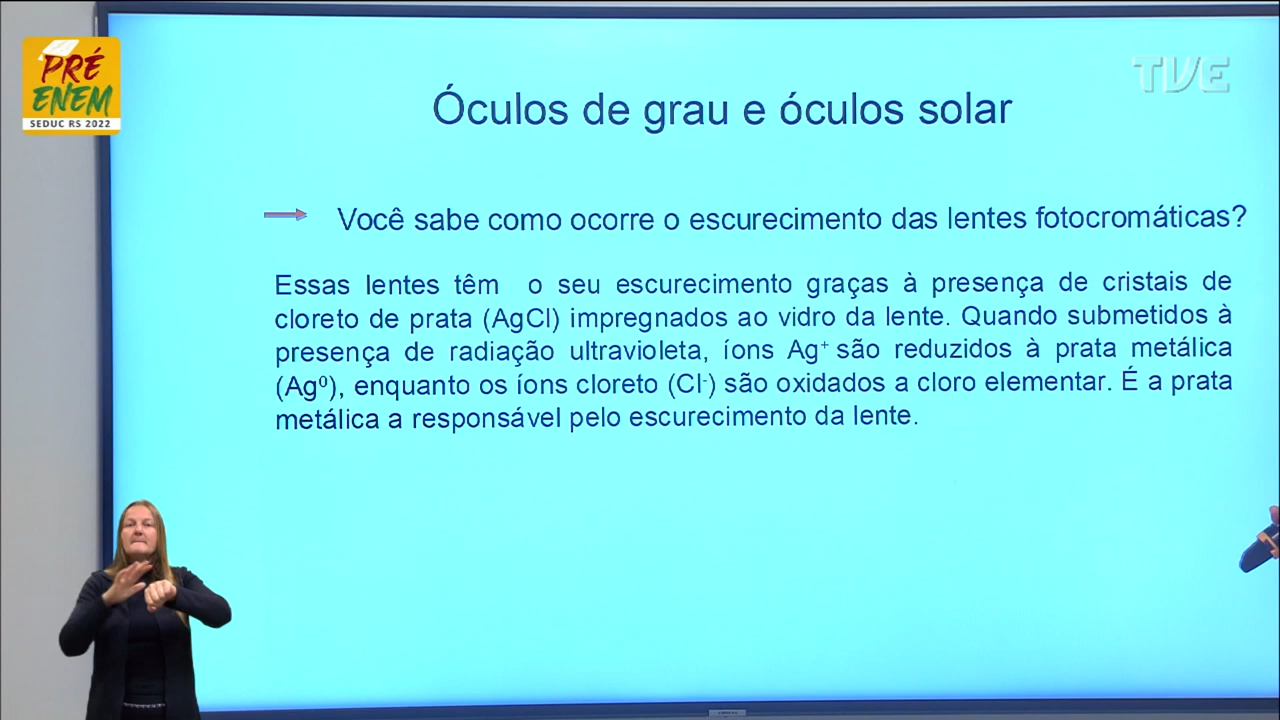 PRÉ
ENEM
SEDUC RS 2022
TVE
Óculos de grau e óculos solar
Você sabe como ocorre o escurecimento das lentes fotocromáticas?
Essas lentes têm o seu escurecimento graças à presença de cristais de
cloreto de prata (AgCl) impregnados ao vidro da lente. Quando submetidos à
presença de radiação ultravioleta, íons Ag⁺ são reduzidos à prata metálica
(Ag⁰), enquanto os íons cloreto (Cl⁻) são oxidados a cloro elementar. É a prata
metálica a responsável pelo escurecimento da lente.